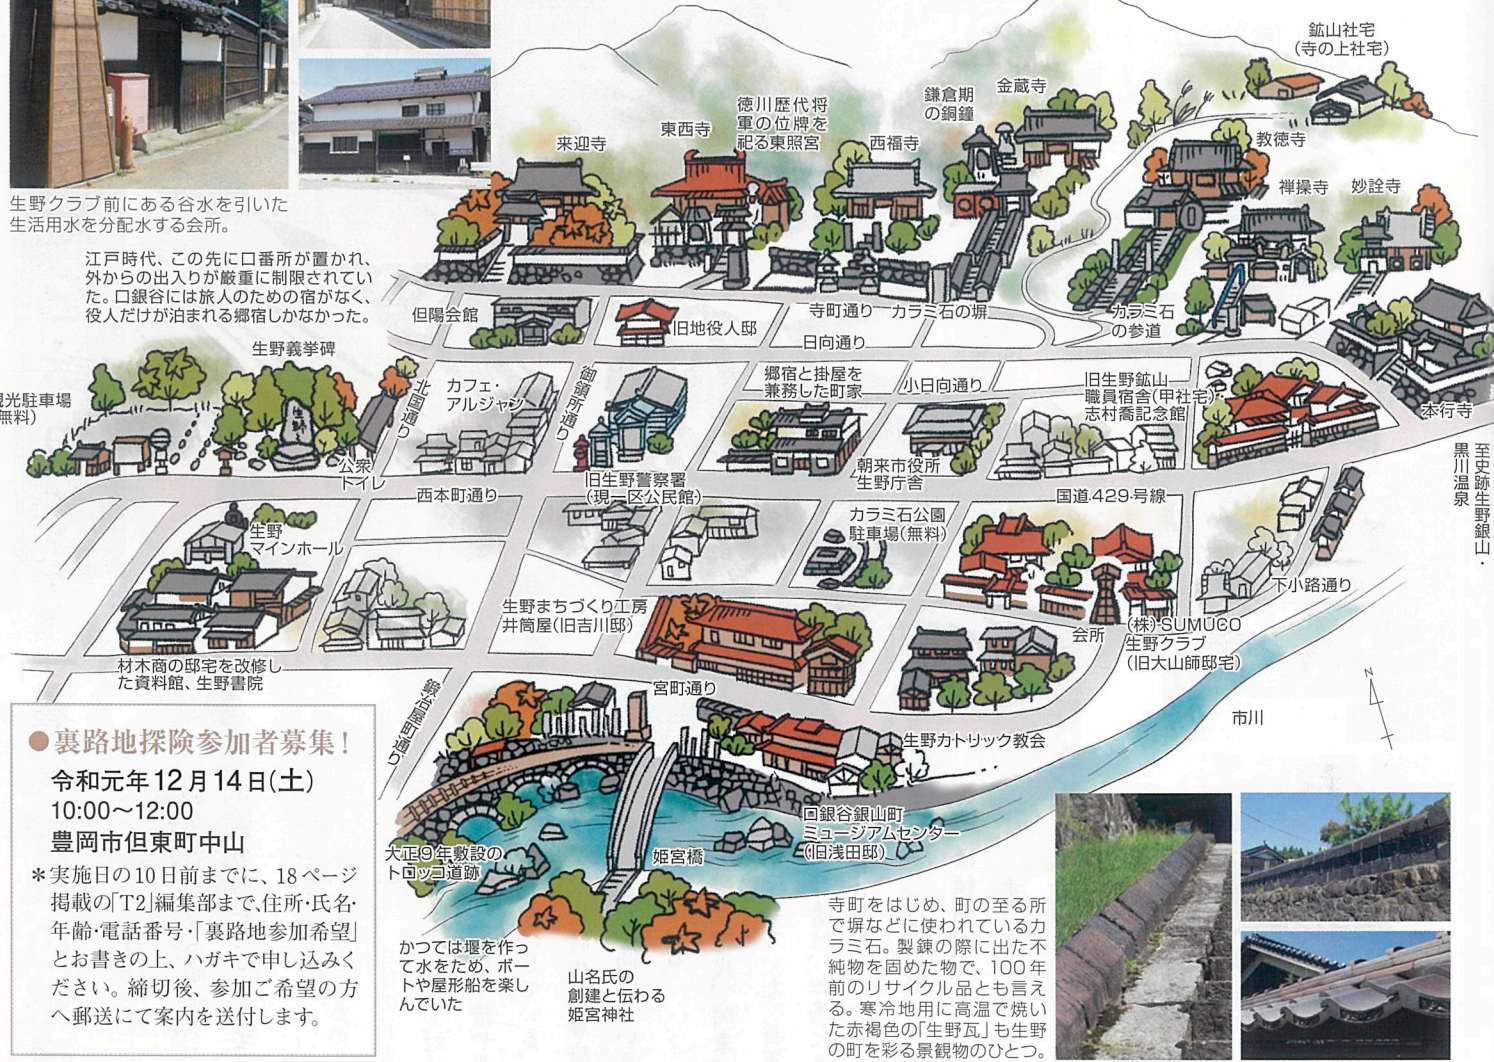 生野クラブ前にある谷水を引いた
生活用水を分配水する会所。
江戸時代、この先に口番所が置かれ、
外からの出入りが厳重に制限されてい
た。口銀谷には旅人のための宿がなく、
役人だけが泊まれる郷宿しかなかった。
鉱山社宅
(寺の上社宅)
金蔵寺
鎌倉期
の銅鐘
徳川歴代将
軍の位牌を
祀る東照宮
東西寺
来迎寺
西福寺
教徳寺
禅操寺
妙詮寺
但陽会館
旧地役人邸
寺町通り
カラミ石の塀
カラミ石
の参道
日向通り
生野義挙碑
観光駐車場
(無料)
生野
北国通り
カフェ・
アルジャン
御領所通り
郷宿と掛屋を
兼務した町家
小日向通り
旧生野鉱山
職員宿舎(甲社宅)・
志村喬記念館
本行寺
公衆
トイレ
西本町通り
旧生野警察署
(現一区公民館)
朝来市役所
生野庁舎
国道429号線
至史跡生野銀山・
黒川温泉
生野
マインホール
カラミ石公園
駐車場(無料)
下小路通り
生野まちづくり工房
井筒屋(旧吉川邸)
会所
(株)SUMUCO
生野クラブ
(旧大山師邸宅)
材木商の邸宅を改修し
た資料館、生野書院
宮町通り
鍛冶屋町通り
N
市川
生野カトリック教会
口銀谷銀山町
ミュージアムセンター
(旧浅田邸)
大正9年敷設の
トロッコ道跡
姫宮橋
かつては堰を作っ
て水をため、ボー
トや屋形船を楽し
んでいた
山名氏の
創建と伝わる
姫宮神社
寺町をはじめ、町の至る所
で塀などに使われているカ
ラミ石。製錬の際に出た不
純物を固めた物で、100年
前のリサイクル品とも言え
る。寒冷地用に高温で焼い
た赤褐色の「生野瓦」も生野
の町を彩る景観物のひとつ。
●裏路地探険参加者募集!
令和元年12月14日(土)
10:00〜12:00
豊岡市但東町中山
＊実施日の10日前までに、18ページ
掲載の「T2」編集部まで、住所・氏名・
年齢・電話番号・「裏路地参加希望」
とお書きの上、ハガキで申し込みく
ださい。締切後、参加ご希望の方
へ郵送にて案内を送付します。